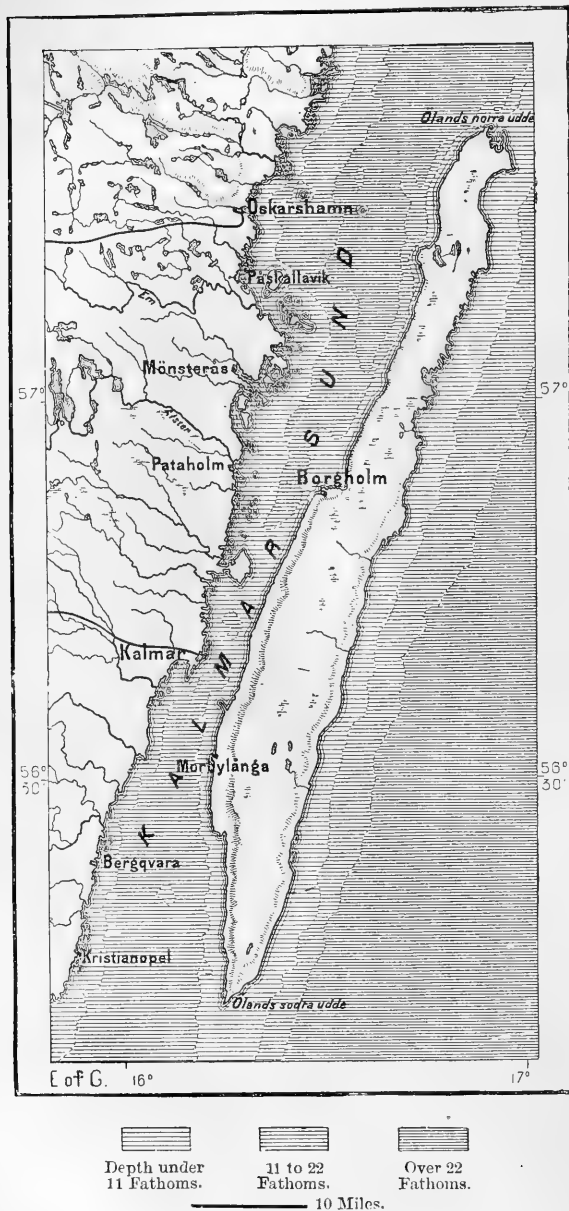 Ölands norra udde
Oskarshamn
Påskallavik
Em
Mönsterås
57°
57°
Alster
Pataholm
Borgholm
KALMAR SUND
Kalmar
Mörbylånga
56°
30'
56°
30'
Bergqvara
Kristianopel
Ölands södra udde
E of G.
16°
17°
Depth under
11 Fathoms.
11 to 22
Fathoms.
Over 22
Fathoms.
10 Miles.